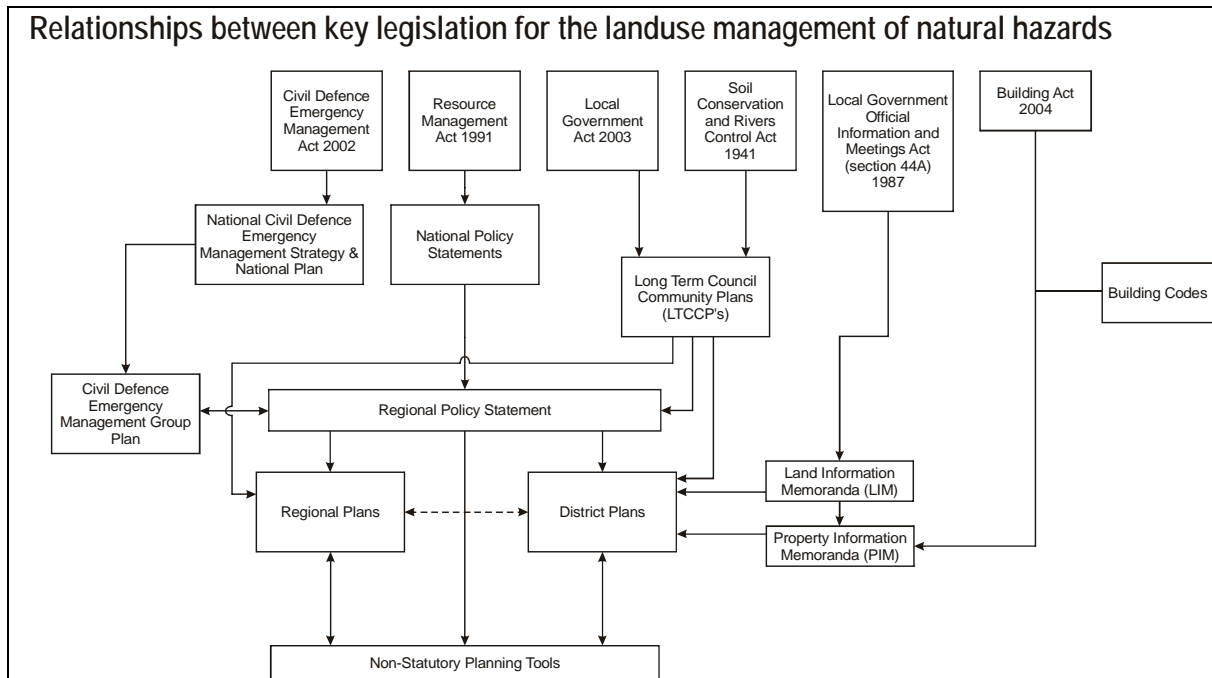 Relationships between key legislation for the landuse management of natural hazards
Civil Defence
Emergency
Management
Act 2002
Resource
Management
Act 1991
Local
Government
Act 2003
Soil
Conservation
and Rivers
Control Act
1941
Local Government
Official
Information and
Meetings Act
(section 44A)
1987
Building Act
2004
National Civil Defence
Emergency
Management Strategy &
National Plan
National Policy
Statements
Long Term Council
Community Plans
(LTCCP's)
Building Codes
Civil Defence
Emergency
Management Group
Plan
Regional Policy Statement
Regional Plans
District Plans
Land Information
Memoranda (LIM)
Property Information
Memoranda (PIM)
Non-Statutory Planning Tools